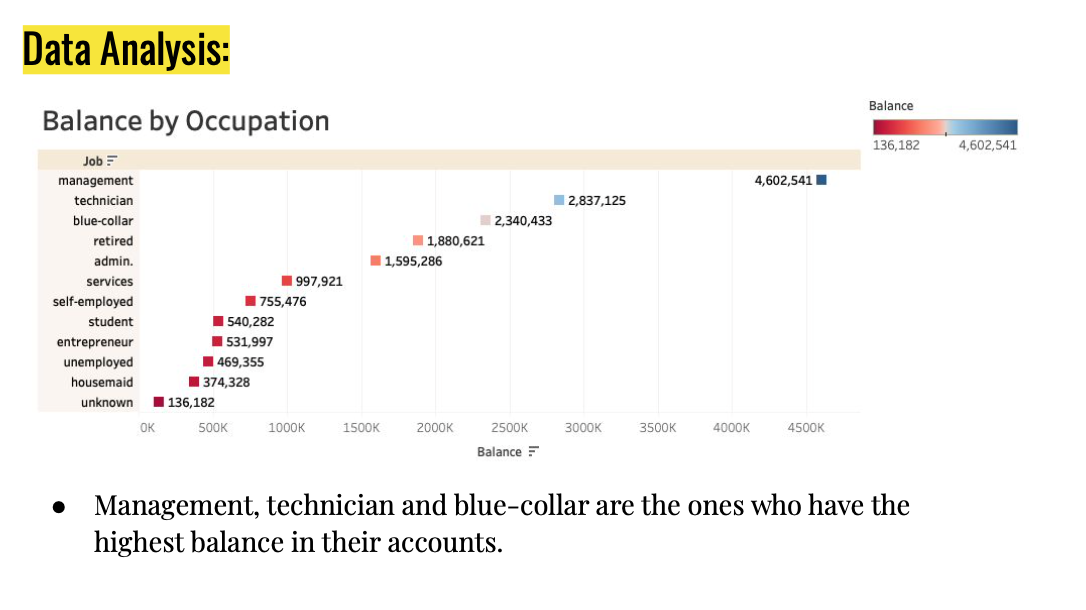 Data Analysis:
Balance by Occupation
Balance
136,182 4,602,541
Job
management 4,602,541
technician 2,837,125
blue-collar 2,340,433
retired 1,880,621
admin. 1,595,286
services 997,921
self-employed 755,476
student 540,282
entrepreneur 531,997
unemployed 469,355
housemaid 374,328
unknown 136,182
0K 500K 1000K 1500K 2000K 2500K 3000K 3500K 4000K 4500K
Balance
● Management, technician and blue-collar are the ones who have the
highest balance in their accounts.